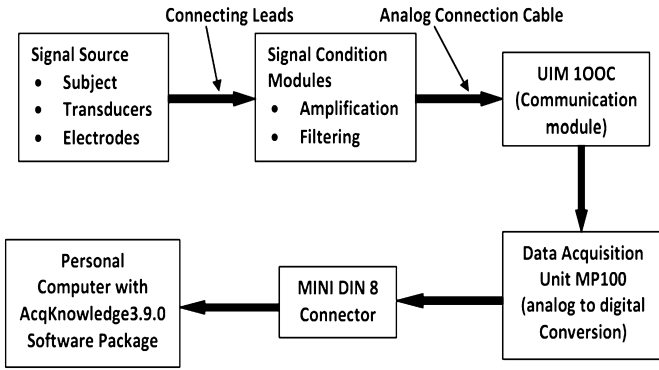 Connecting Leads
Analog Connection Cable
Signal Source
• Subject
• Transducers
• Electrodes
Signal Condition
Modules
• Amplification
• Filtering
UIM 1OOC
(Communication
module)
Data Acquisition
Unit MP100
(analog to digital
Conversion)
MINI DIN 8
Connector
Personal
Computer with
AcqKnowledge3.9.0
Software Package